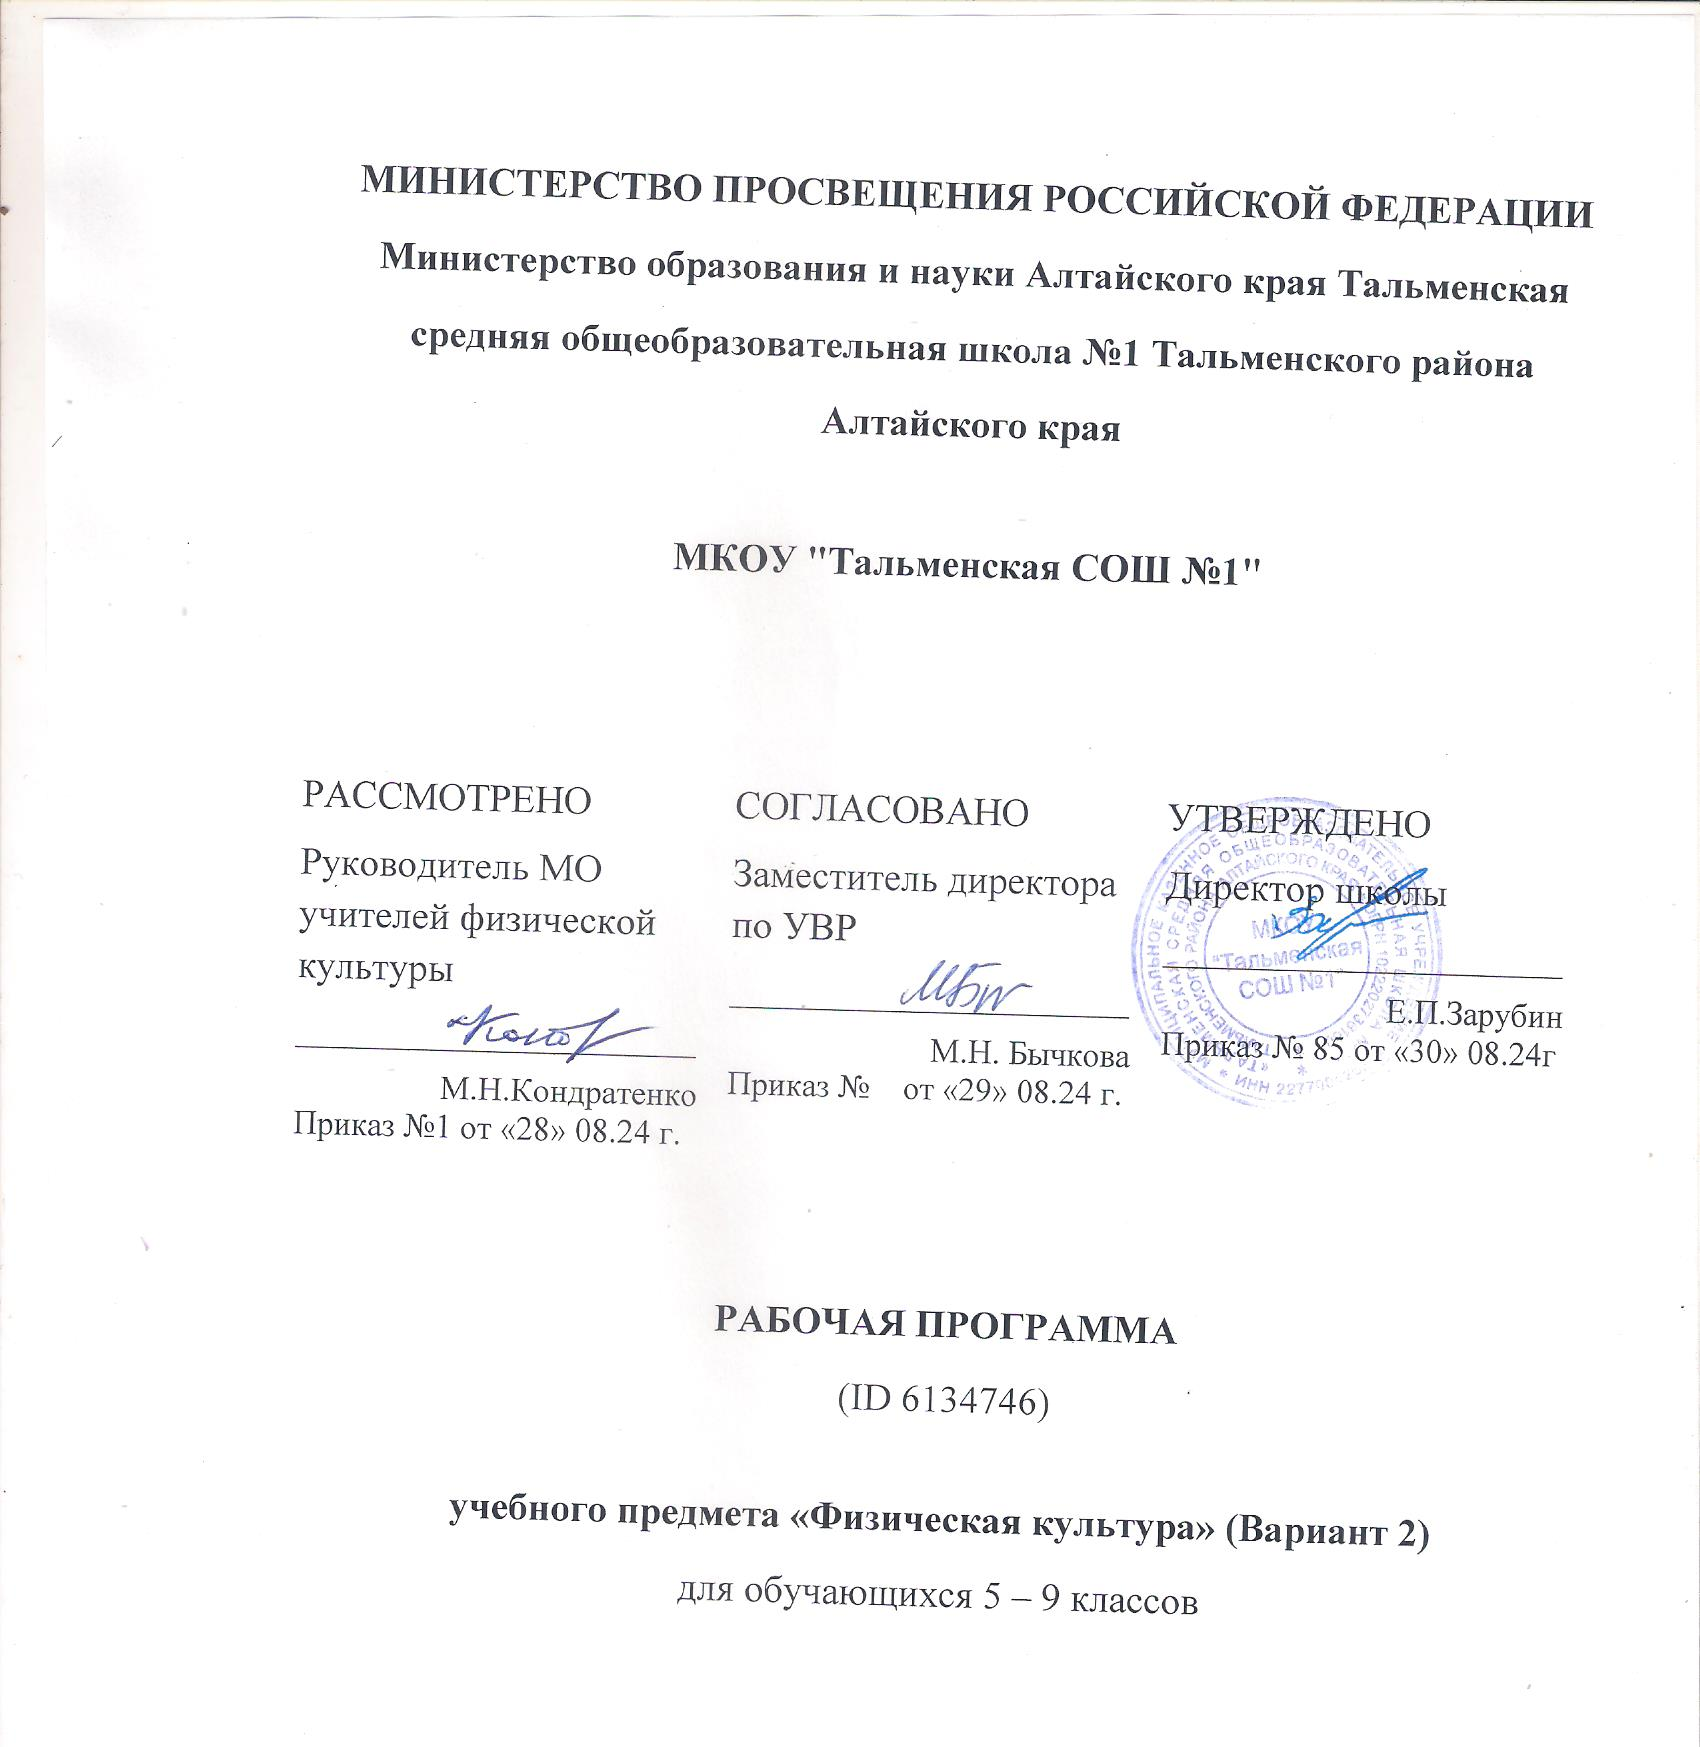 МИНИСТЕРСТВО ПРОСВЕЩЕНИЯ РОССИЙСКОЙ ФЕДЕРАЦИИ
Министерство образования и науки Алтайского края Тальменская
средняя общеобразовательная школа №1 Тальменского района
Алтайского края
МКОУ "Тальменская СОШ №1"
РАССМОТРЕНО
Руководитель МО
учителей физической
культуры
М.Н.Кондратенко
Приказ №1 от «28» 08.24 г.
СОГЛАСОВАНО
Заместитель директора
по УВР
М.Н. Бычкова
Приказ № от «29» 08.24 г.
УТВЕРЖДЕНО
Директор школы
Е.П.Зарубин
Приказ № 85 от «30» 08.24г
МКОУ
"Тальменская
СОШ №1"
РАБОЧАЯ ПРОГРАММА
(ID 6134746)
учебного предмета «Физическая культура» (Вариант 2)
для обучающихся 5 – 9 классов